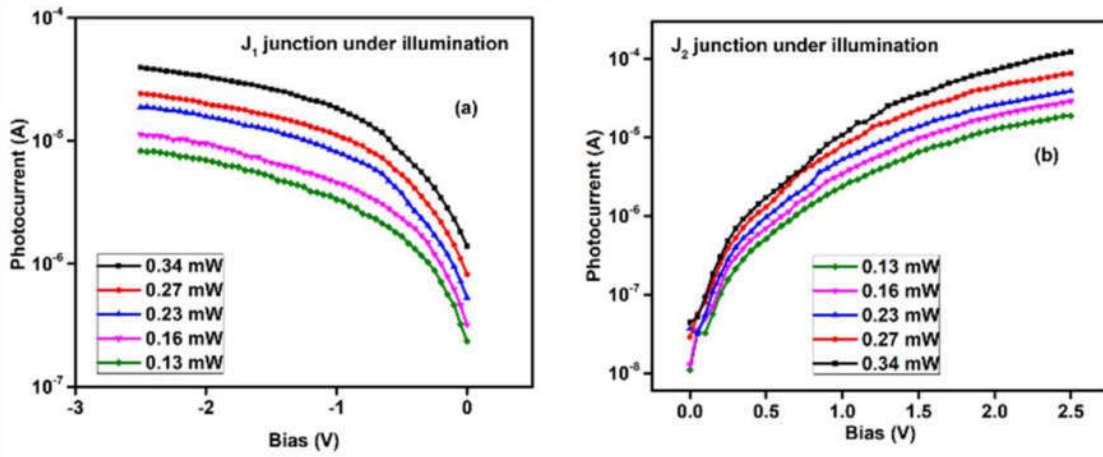 J₁ junction under illumination
(a)
Photocurrent (A)
10⁻⁴
10⁻⁵
10⁻⁶
10⁻⁷
0.34 mW
0.27 mW
0.23 mW
0.16 mW
0.13 mW
-3 -2 -1 0
Bias (V)
J₂ junction under illumination
(b)
Photocurrent (A)
10⁻⁴
10⁻⁵
10⁻⁶
10⁻⁷
10⁻⁸
0.13 mW
0.16 mW
0.23 mW
0.27 mW
0.34 mW
0.0 0.5 1.0 1.5 2.0 2.5
Bias (V)